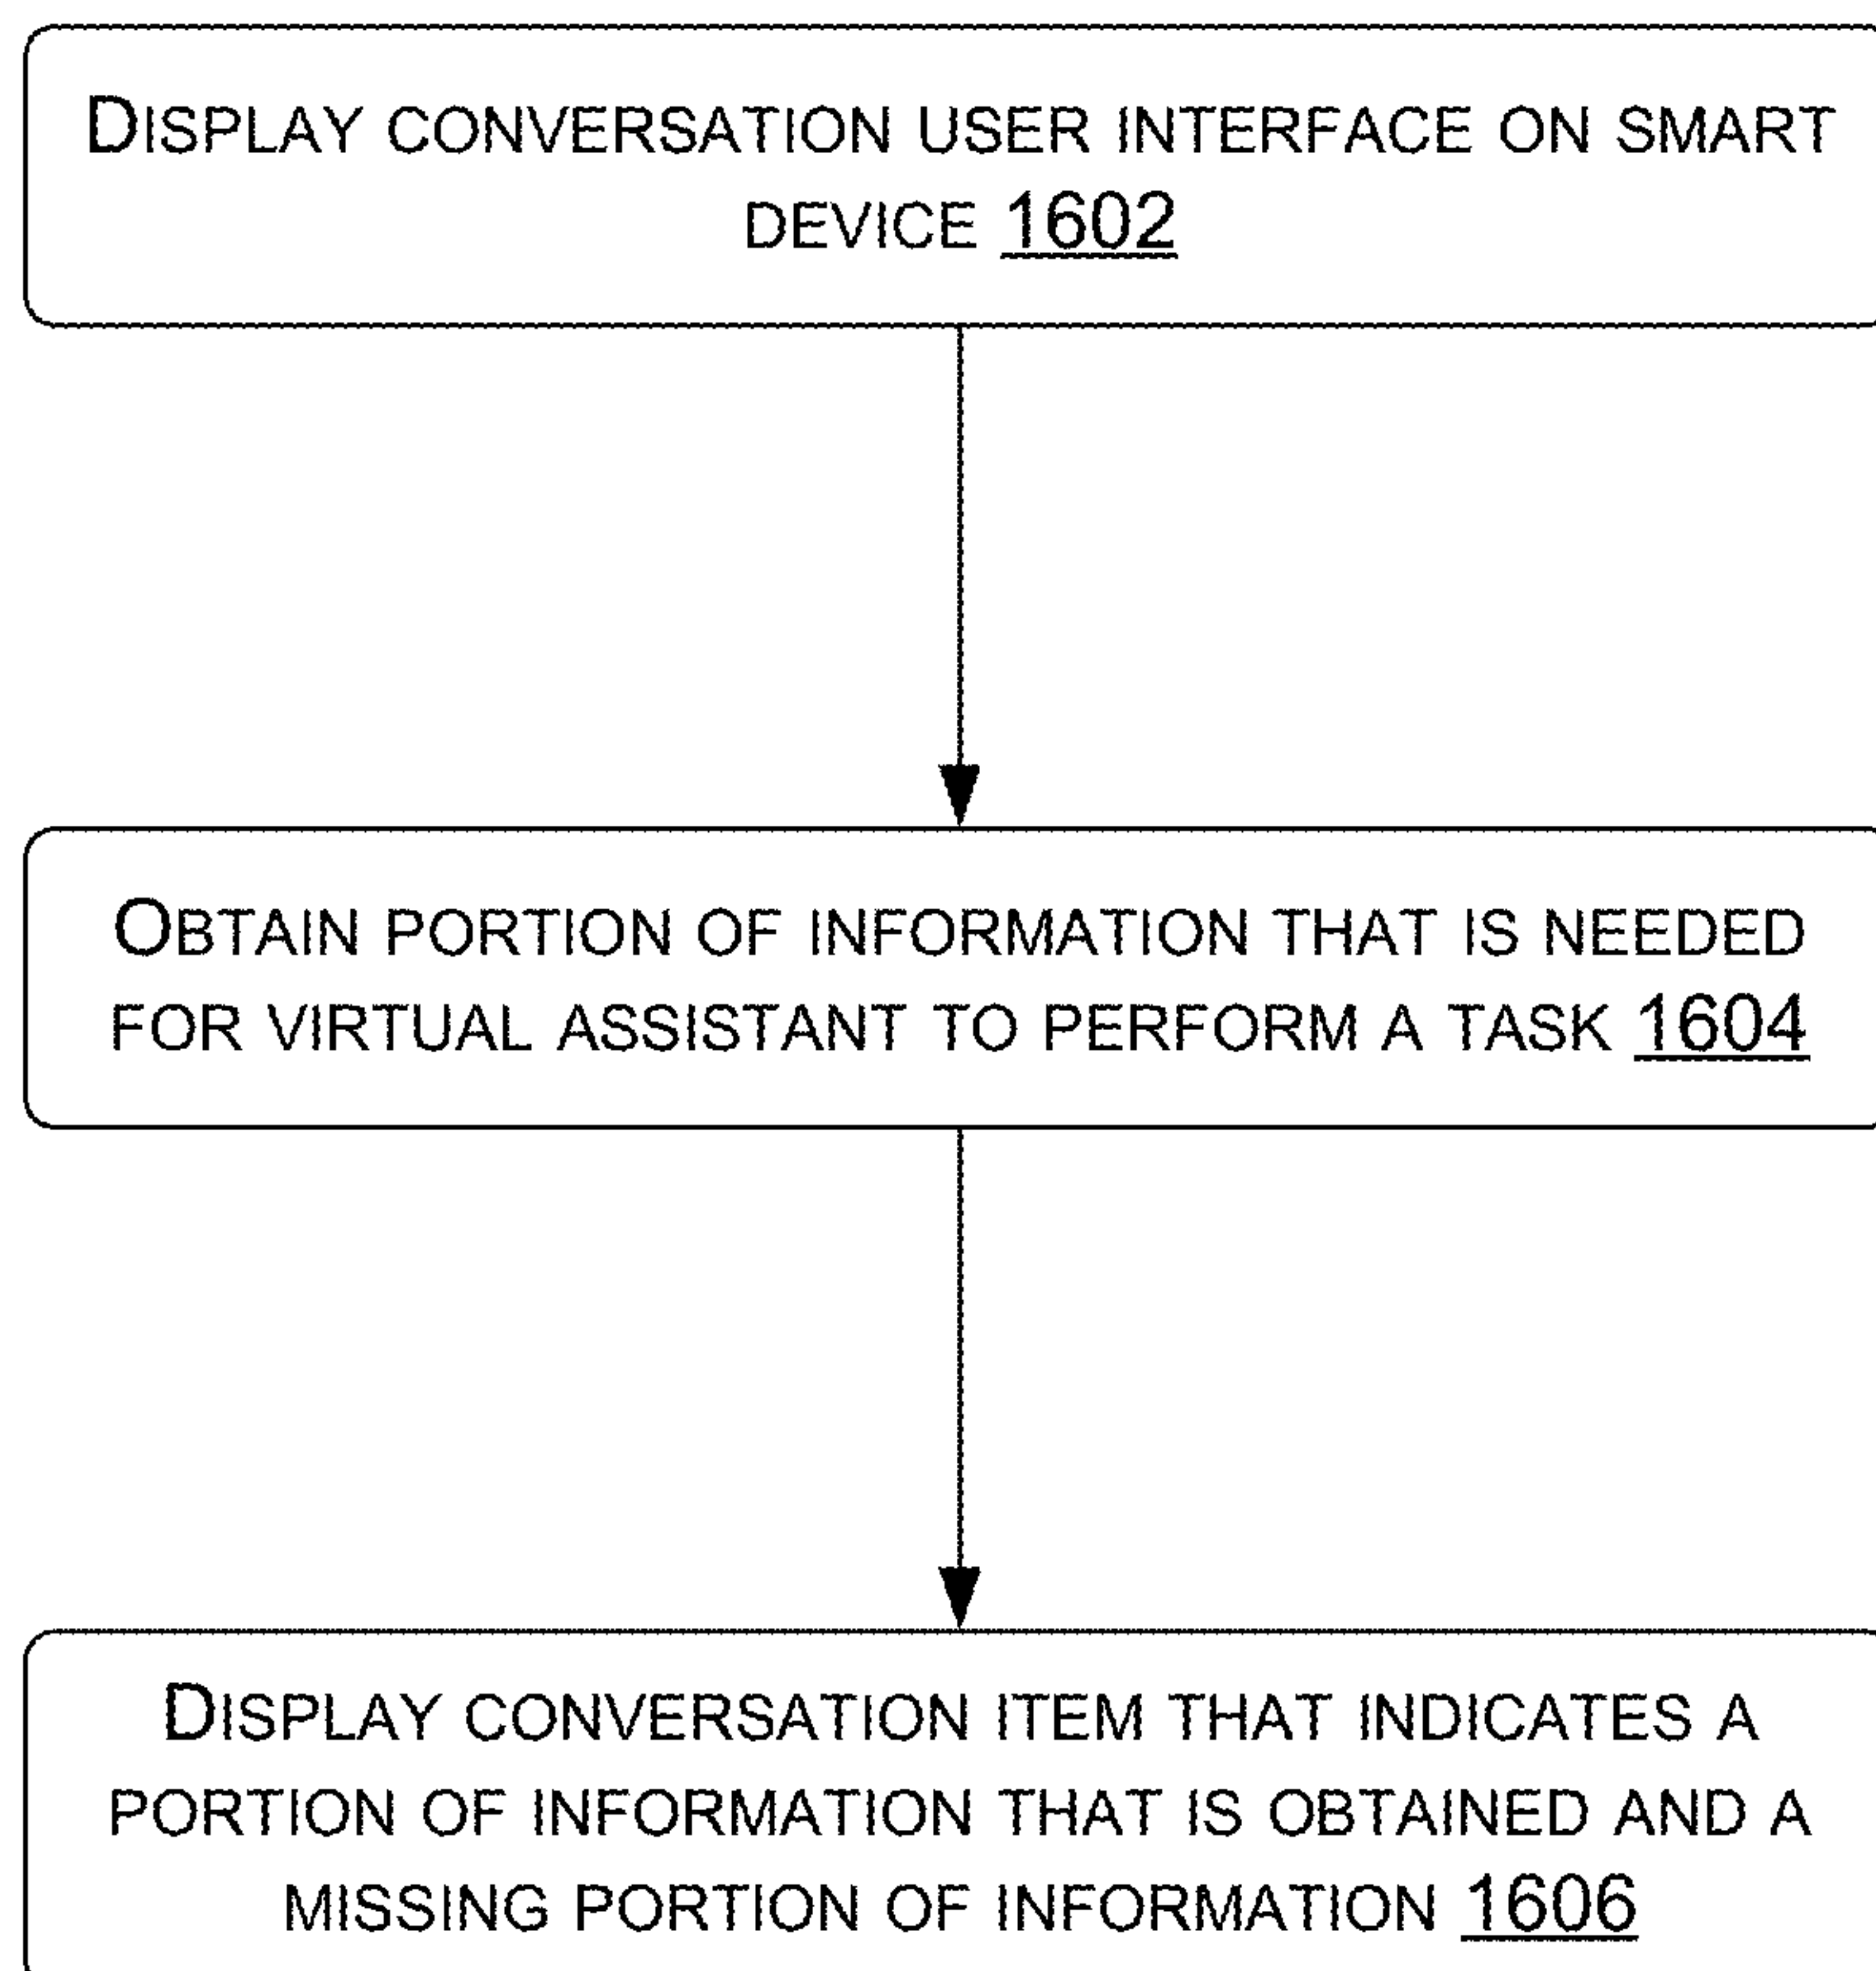 DISPLAY CONVERSATION USER INTERFACE ON SMART
DEVICE 1602
OBTAIN PORTION OF INFORMATION THAT IS NEEDED
FOR VIRTUAL ASSISTANT TO PERFORM A TASK 1604
DISPLAY CONVERSATION ITEM THAT INDICATES A
PORTION OF INFORMATION THAT IS OBTAINED AND A
MISSING PORTION OF INFORMATION 1606